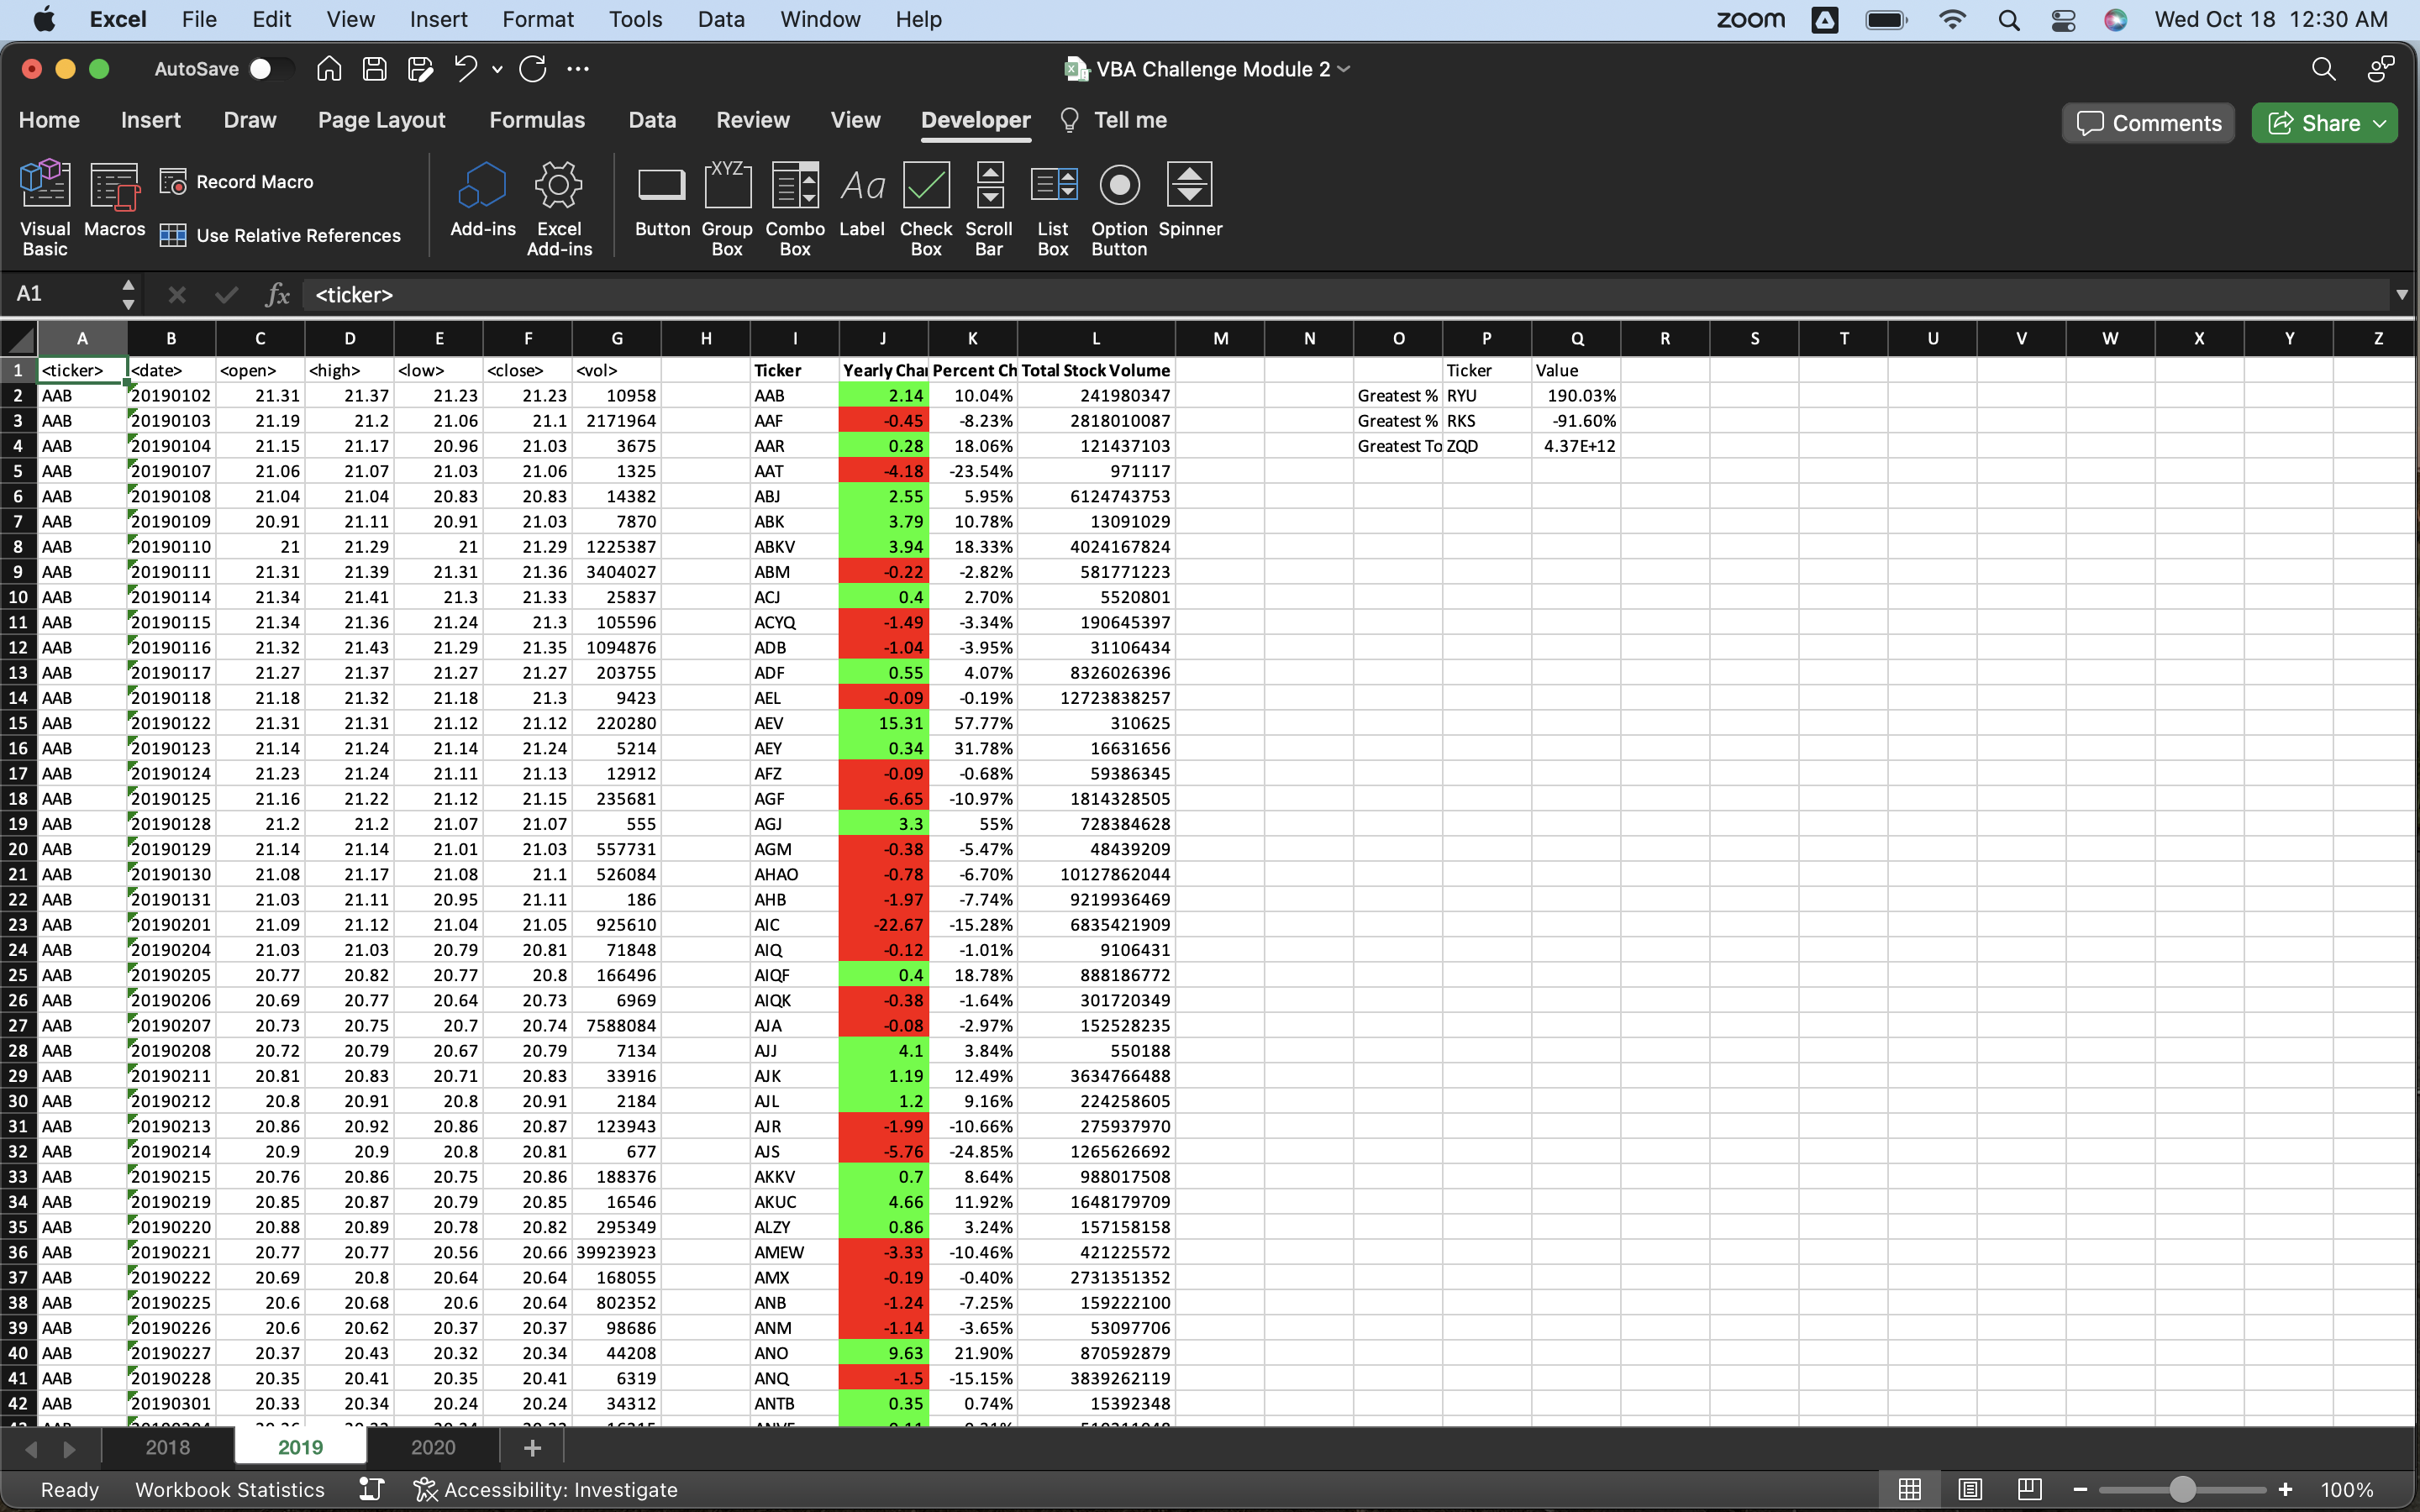 Excel File Edit View Insert Format Tools Data Window Help zoom Wed Oct 18 12:30 AM
AutoSave VBA Challenge Module 2
Home Insert Draw Page Layout Formulas Data Review View Developer Tell me Comments Share
Visual Basic Macros Record Macro Use Relative References Add-ins Excel Add-ins Button Group Box Combo Box Label Check Box Scroll Bar List Box Option Button Spinner
A1 fx <ticker>
A B C D E F G H I J K L M N O P Q R S T U V W X Y Z
1 <ticker> <date> <open> <high> <low> <close> <vol> Ticker Yearly Chan Percent Ch Total Stock Volume Ticker Value
2 AAB 20190102 21.31 21.37 21.23 21.23 10958 AAB 2.14 10.04% 241980347 Greatest % RYU 190.03%
3 AAB 20190103 21.19 21.2 21.06 21.1 2171964 AAF -0.45 -8.23% 2818010087 Greatest % RKS -91.60%
4 AAB 20190104 21.15 21.17 20.96 21.03 3675 AAR 0.28 18.06% 121437103 Greatest To ZQD 4.37E+12
5 AAB 20190107 21.06 21.07 21.03 21.06 1325 AAT -4.18 -23.54% 971117
6 AAB 20190108 21.04 21.04 20.83 20.83 14382 ABJ 2.55 5.95% 6124743753
7 AAB 20190109 20.91 21.11 20.91 21.03 7870 ABK 3.79 10.78% 13091029
8 AAB 20190110 21 21.29 21 21.29 1225387 ABKV 3.94 18.33% 4024167824
9 AAB 20190111 21.31 21.39 21.31 21.36 3404027 ABM -0.22 -2.82% 581771223
10 AAB 20190114 21.34 21.41 21.3 21.33 25837 ACJ 0.4 2.70% 5520801
11 AAB 20190115 21.34 21.36 21.24 21.3 105596 ACYQ -1.49 -3.34% 190645397
12 AAB 20190116 21.32 21.43 21.29 21.35 1094876 ADB -1.04 -3.95% 31106434
13 AAB 20190117 21.27 21.37 21.27 21.27 203755 ADF 0.55 4.07% 8326026396
14 AAB 20190118 21.18 21.32 21.18 21.3 9423 AEL -0.09 -0.19% 12723838257
15 AAB 20190122 21.31 21.31 21.12 21.12 220280 AEV 15.31 57.77% 310625
16 AAB 20190123 21.14 21.24 21.14 21.24 5214 AEY 0.34 31.78% 16631656
17 AAB 20190124 21.23 21.24 21.11 21.13 12912 AFZ -0.09 -0.68% 59386345
18 AAB 20190125 21.16 21.22 21.12 21.15 235681 AGF -6.65 -10.97% 1814328505
19 AAB 20190128 21.2 21.2 21.07 21.07 555 AGJ 3.3 55% 728384628
20 AAB 20190129 21.14 21.14 21.01 21.03 557731 AGM -0.38 -5.47% 48439209
21 AAB 20190130 21.08 21.17 21.08 21.1 526084 AHAO -0.78 -6.70% 10127862044
22 AAB 20190131 21.03 21.11 20.95 21.11 186 AHB -1.97 -7.74% 9219936469
23 AAB 20190201 21.09 21.12 21.04 21.05 925610 AIC -22.67 -15.28% 6835421909
24 AAB 20190204 21.03 21.03 20.79 20.81 71848 AIQ -0.12 -1.01% 9106431
25 AAB 20190205 20.77 20.82 20.77 20.8 166496 AIQF 0.4 18.78% 888186772
26 AAB 20190206 20.69 20.77 20.64 20.73 6969 AIQK -0.38 -1.64% 301720349
27 AAB 20190207 20.73 20.75 20.7 20.74 7588084 AJA -0.08 -2.97% 152528235
28 AAB 20190208 20.72 20.79 20.67 20.79 7134 AJJ 4.1 3.84% 550188
29 AAB 20190211 20.81 20.83 20.71 20.83 33916 AJK 1.19 12.49% 3634766488
30 AAB 20190212 20.8 20.91 20.8 20.91 2184 AJL 1.2 9.16% 224258605
31 AAB 20190213 20.86 20.92 20.86 20.87 123943 AJR -1.99 -10.66% 275937970
32 AAB 20190214 20.9 20.9 20.8 20.81 677 AJS -5.76 -24.85% 1265626692
33 AAB 20190215 20.76 20.86 20.75 20.86 188376 AKKV 0.7 8.64% 988017508
34 AAB 20190219 20.85 20.87 20.79 20.85 16546 AKUC 4.66 11.92% 1648179709
35 AAB 20190220 20.88 20.89 20.78 20.82 295349 ALZY 0.86 3.24% 157158158
36 AAB 20190221 20.77 20.77 20.56 20.66 39923923 AMEW -3.33 -10.46% 421225572
37 AAB 20190222 20.69 20.8 20.64 20.64 168055 AMX -0.19 -0.40% 2731351352
38 AAB 20190225 20.6 20.68 20.6 20.64 802352 ANB -1.24 -7.25% 159222100
39 AAB 20190226 20.6 20.62 20.37 20.37 98686 ANM -1.14 -3.65% 53097706
40 AAB 20190227 20.37 20.43 20.32 20.34 44208 ANO 9.63 21.90% 870592879
41 AAB 20190228 20.35 20.41 20.35 20.41 6319 ANQ -1.5 -15.15% 3839262119
42 AAB 20190301 20.33 20.34 20.24 20.24 34312 ANTB 0.35 0.74% 15392348
2018 2019 2020 +
Ready Workbook Statistics Accessibility: Investigate 100%